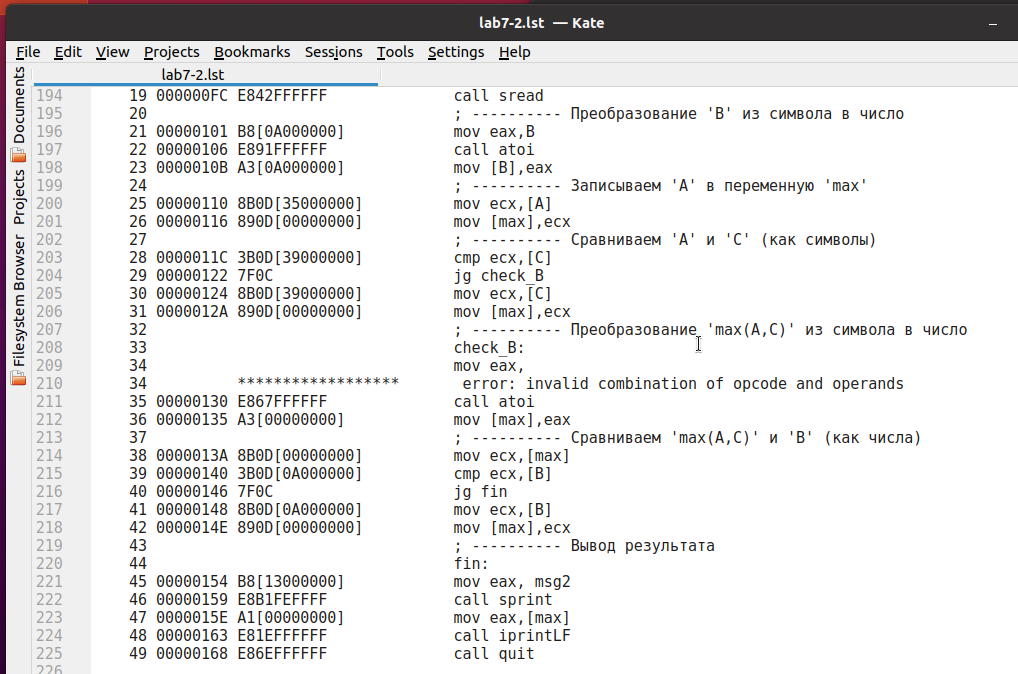 lab7-2.lst — Kate
File Edit View Projects Bookmarks Sessions Tools Settings Help
lab7-2.lst
Documents
Projects
Filesystem Browser
194 19 000000FC E842FFFFFF call sread
195 20 ; ---------- Преобразование 'B' из символа в число
196 21 00000101 B8[0A000000] mov eax,B
197 22 00000106 E891FFFFFF call atoi
198 23 0000010B A3[0A000000] mov [B],eax
199 24 ; ---------- Записываем 'A' в переменную 'max'
200 25 00000110 8B0D[35000000] mov ecx,[A]
201 26 00000116 890D[00000000] mov [max],ecx
202 27 ; ---------- Сравниваем 'A' и 'С' (как символы)
203 28 0000011C 3B0D[39000000] cmp ecx,[C]
204 29 00000122 7F0C jg check_B
205 30 00000124 8B0D[39000000] mov ecx,[C]
206 31 0000012A 890D[00000000] mov [max],ecx
207 32 ; ---------- Преобразование 'max(A,C)' из символа в число
208 33 check_B:
209 34 mov eax,
210 34 ****************** error: invalid combination of opcode and operands
211 35 00000130 E867FFFFFF call atoi
212 36 00000135 A3[00000000] mov [max],eax
213 37 ; ---------- Сравниваем 'max(A,C)' и 'B' (как числа)
214 38 0000013A 8B0D[00000000] mov ecx,[max]
215 39 00000140 3B0D[0A000000] cmp ecx,[B]
216 40 00000146 7F0C jg fin
217 41 00000148 8B0D[0A000000] mov ecx,[B]
218 42 0000014E 890D[00000000] mov [max],ecx
219 43 ; ---------- Вывод результата
220 44 fin:
221 45 00000154 B8[13000000] mov eax, msg2
222 46 00000159 E8B1FEFFFF call sprint
223 47 0000015E A1[00000000] mov eax,[max]
224 48 00000163 E81EFFFFFF call iprintLF
225 49 00000168 E86EFFFFFF call quit
226